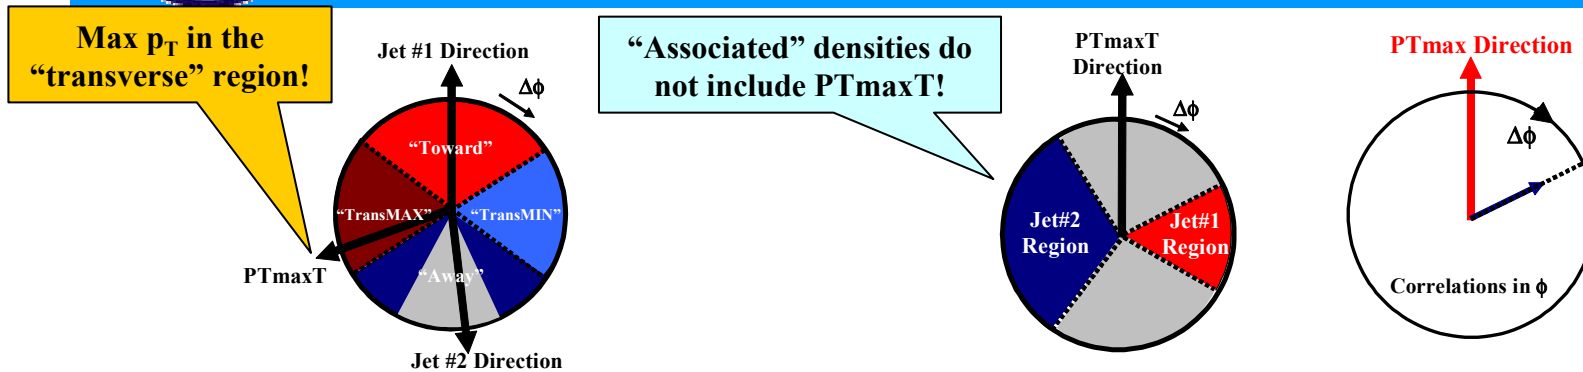 Max pT in the
“transverse” region!
Jet #1 Direction
Δϕ
“Toward”
“TransMAX”
“TransMIN”
“Away”
PTmaxT
Jet #2 Direction
“Associated” densities do
not include PTmaxT!
PTmaxT
Direction
Δϕ
Jet#2
Region
Jet#1
Region
PTmax Direction
Δϕ
Correlations in ϕ